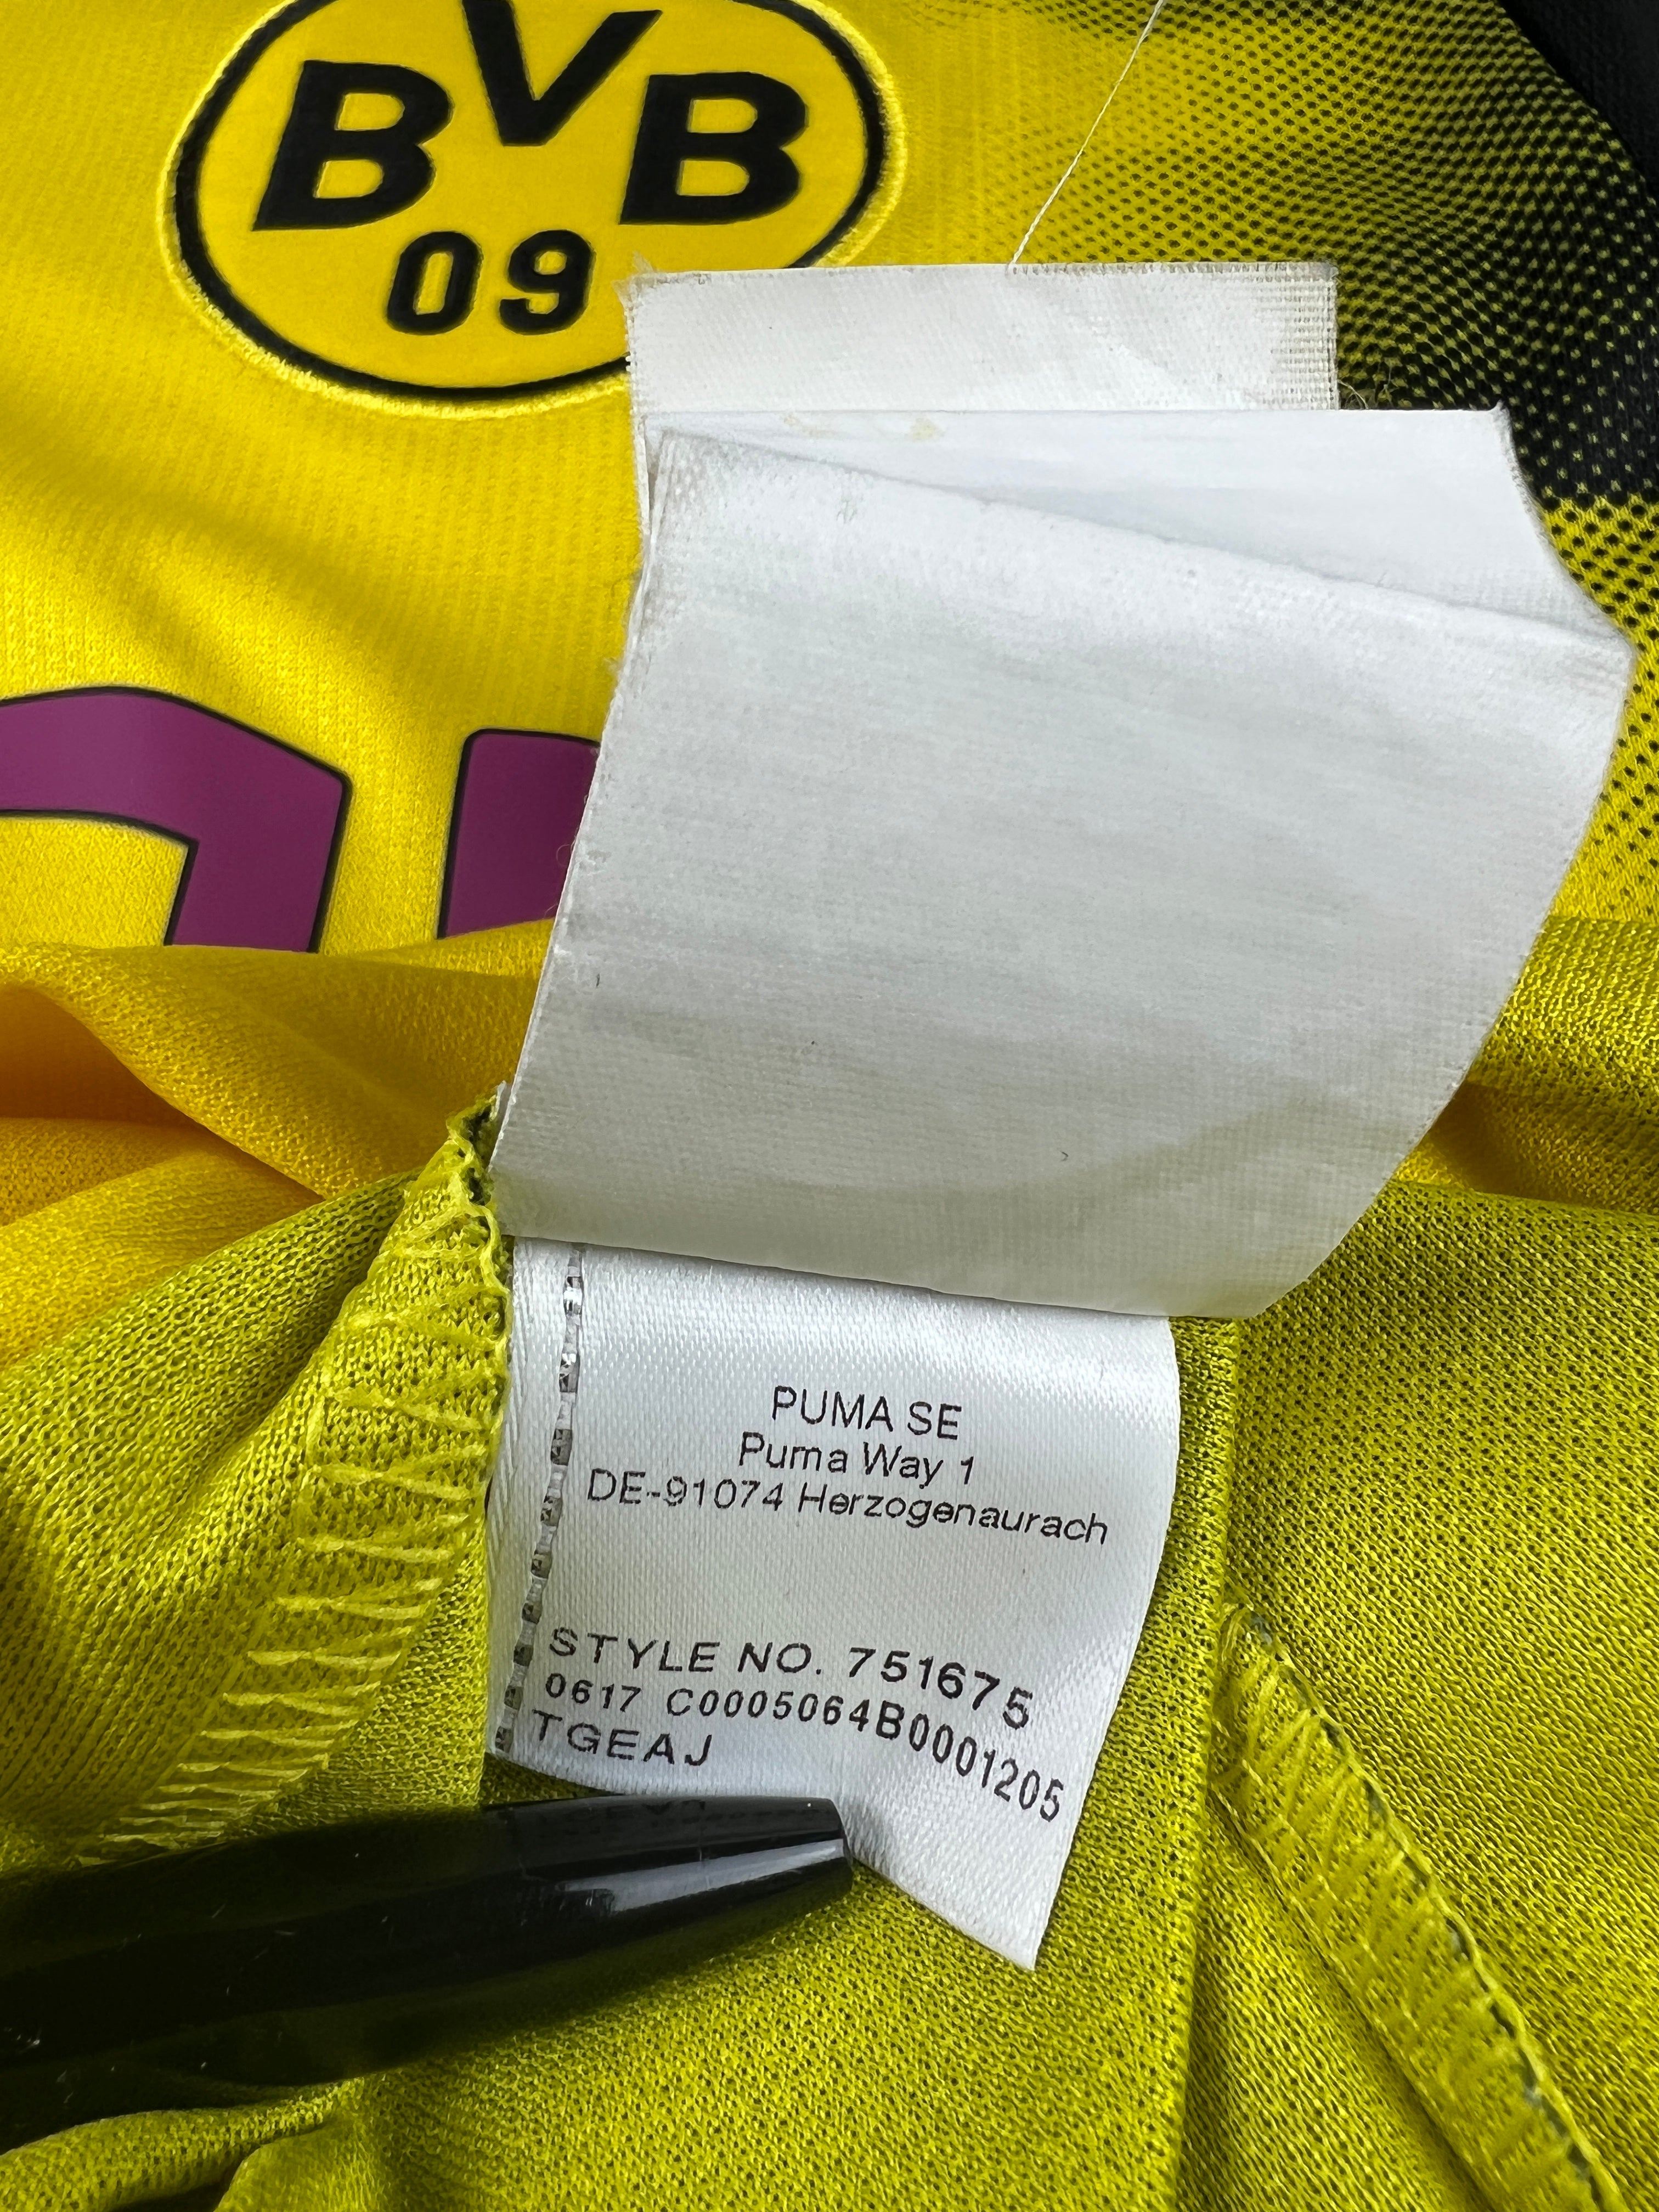 BVB
09
PUMA SE
Puma Way 1
DE-91074 Herzogenaurach
STYLE NO. 751675
0617 C0005064B0001205
TGEAJ